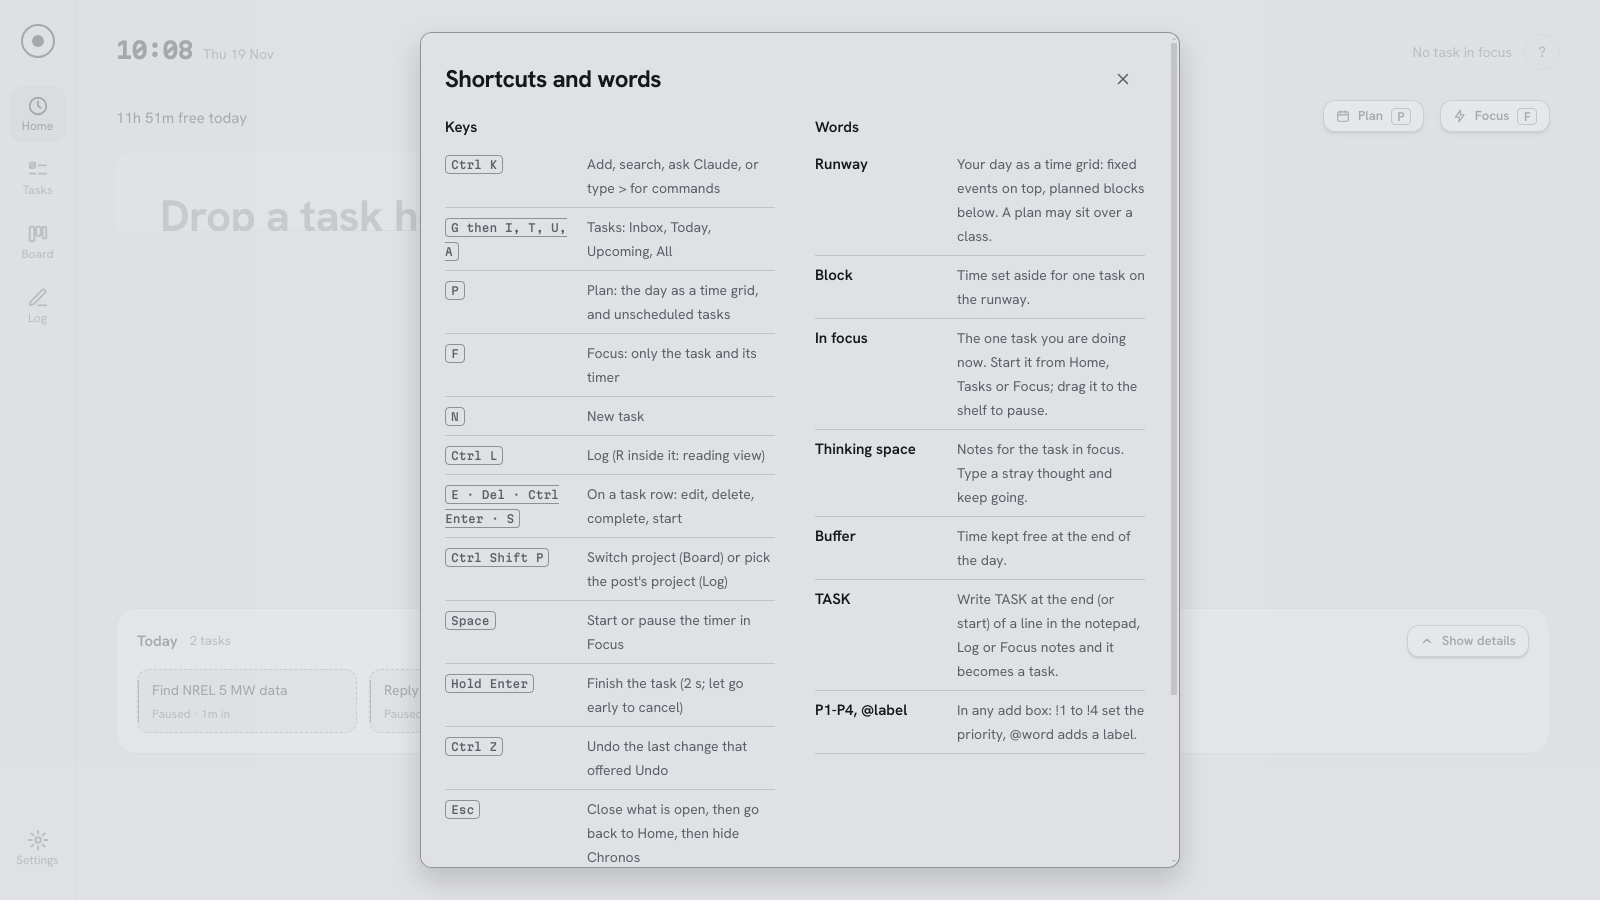 10:08 Thu 19 Nov
No task in focus ?
11h 51m free today
Plan P
Focus F
Home
Tasks
Board
Log
Settings
Drop a task h
Today 2 tasks
Show details
Find NREL 5 MW data
Paused · 1m in
Reply
Paused
Shortcuts and words
Keys
Ctrl K
Add, search, ask Claude, or
type > for commands
G then I, T, U,
A
Tasks: Inbox, Today,
Upcoming, All
P
Plan: the day as a time grid,
and unscheduled tasks
F
Focus: only the task and its
timer
N
New task
Ctrl L
Log (R inside it: reading view)
E · Del · Ctrl
Enter · S
On a task row: edit, delete,
complete, start
Ctrl Shift P
Switch project (Board) or pick
the post's project (Log)
Space
Start or pause the timer in
Focus
Hold Enter
Finish the task (2 s; let go
early to cancel)
Ctrl Z
Undo the last change that
offered Undo
Esc
Close what is open, then go
back to Home, then hide
Chronos
Words
Runway
Your day as a time grid: fixed
events on top, planned blocks
below. A plan may sit over a
class.
Block
Time set aside for one task on
the runway.
In focus
The one task you are doing
now. Start it from Home,
Tasks or Focus; drag it to the
shelf to pause.
Thinking space
Notes for the task in focus.
Type a stray thought and
keep going.
Buffer
Time kept free at the end of
the day.
TASK
Write TASK at the end (or
start) of a line in the notepad,
Log or Focus notes and it
becomes a task.
P1-P4, @label
In any add box: !1 to !4 set the
priority, @word adds a label.